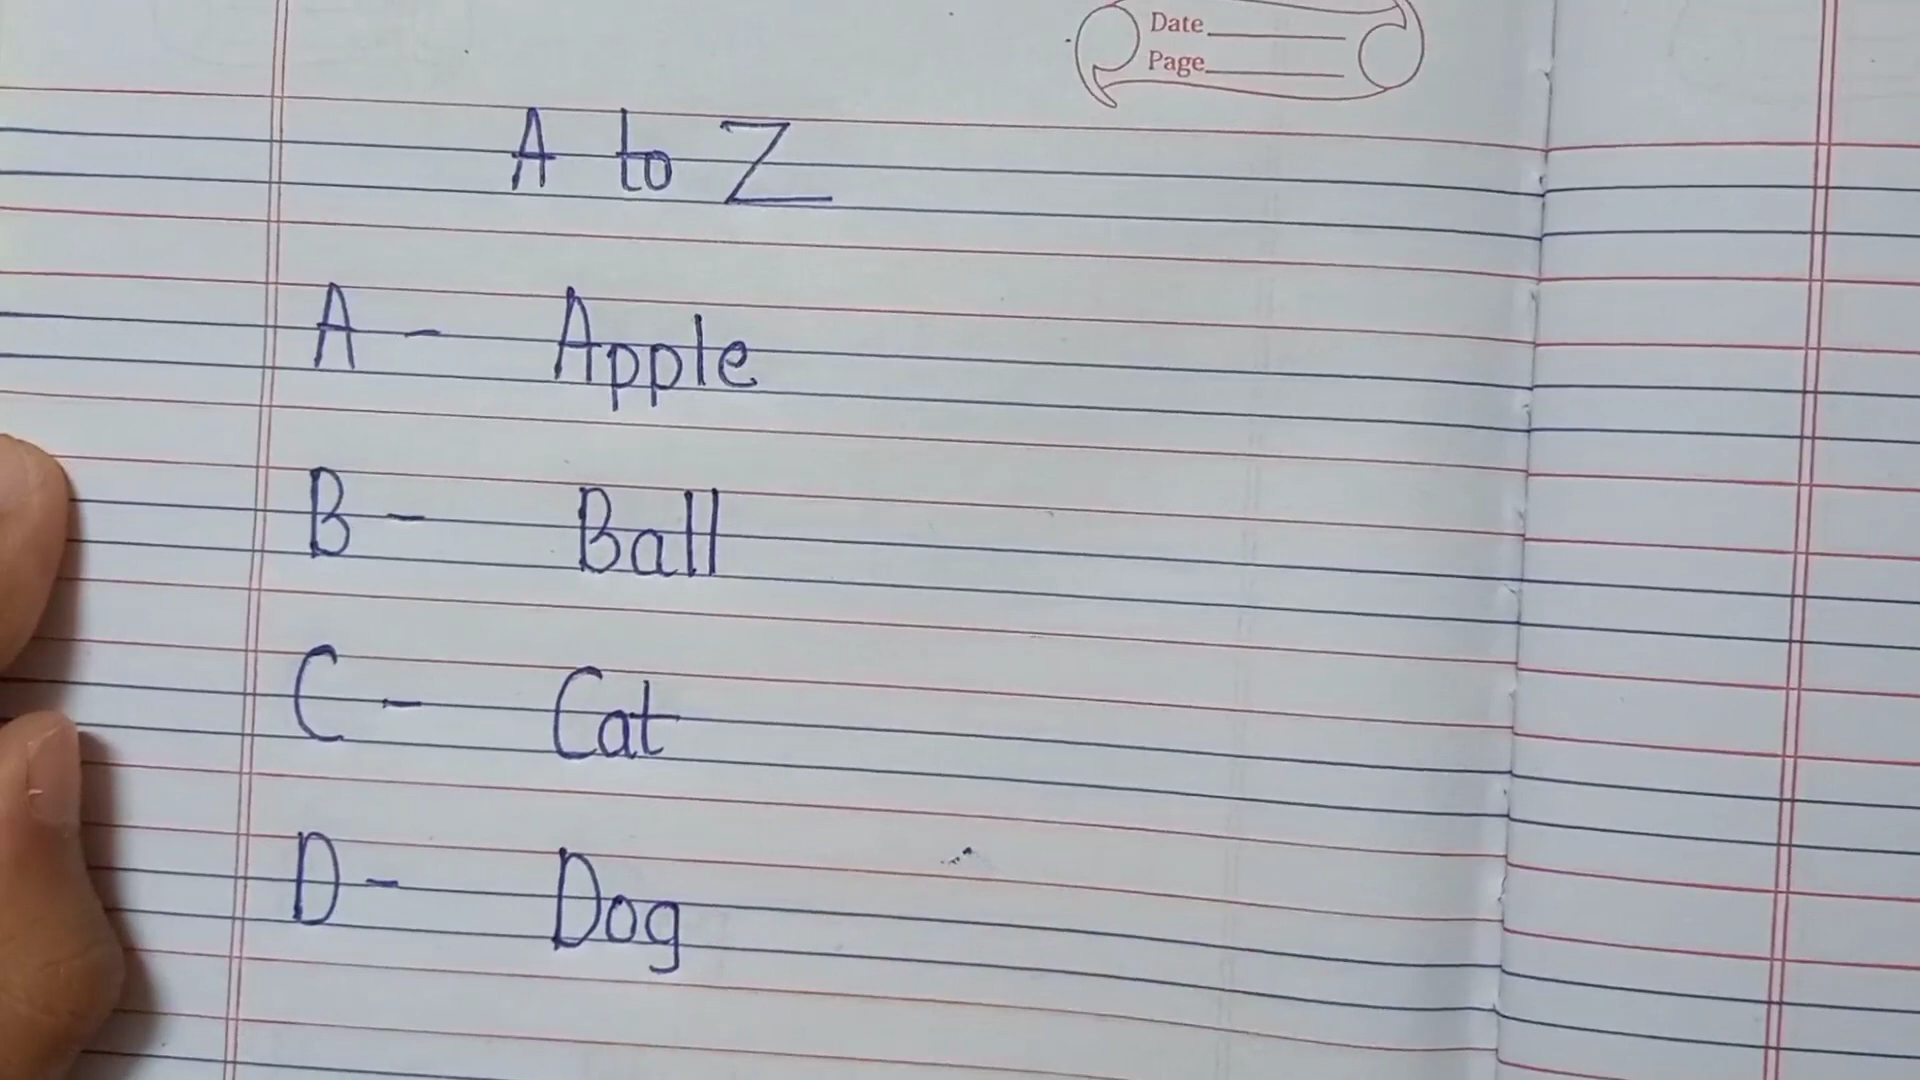 Date
Page
A to Z
A - Apple
B - Ball
C - Cat
D - Dog